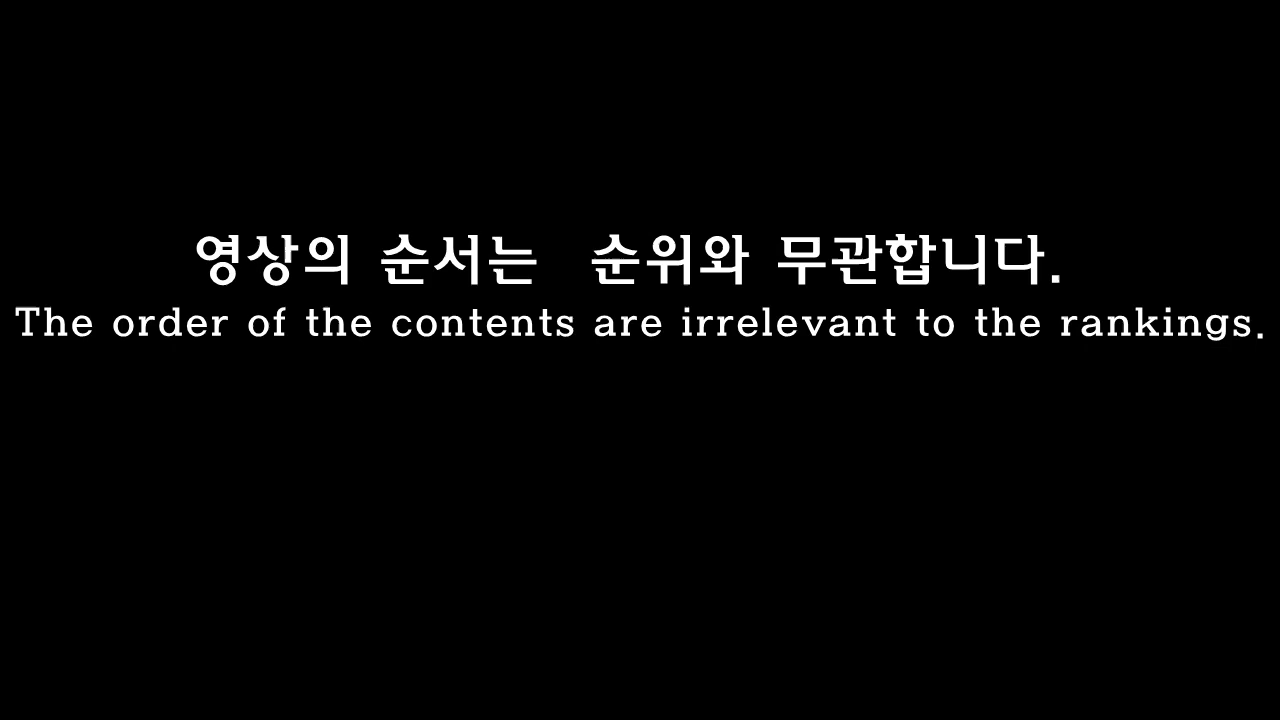 영상의 순서는 순위와 무관합니다.
The order of the contents are irrelevant to the rankings.